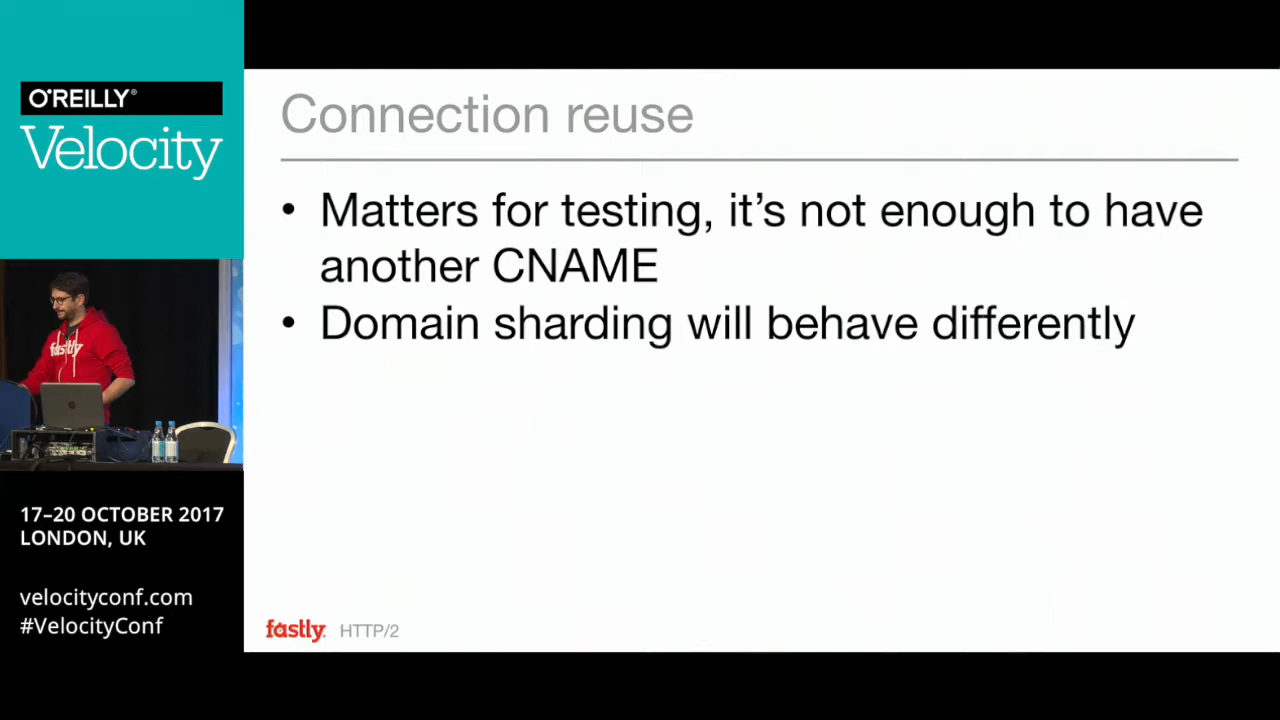 O'REILLY®
Velocity
Connection reuse
• Matters for testing, it’s not enough to have
another CNAME
• Domain sharding will behave differently
fastly
17–20 OCTOBER 2017
LONDON, UK
velocityconf.com
#VelocityConf
fastly HTTP/2